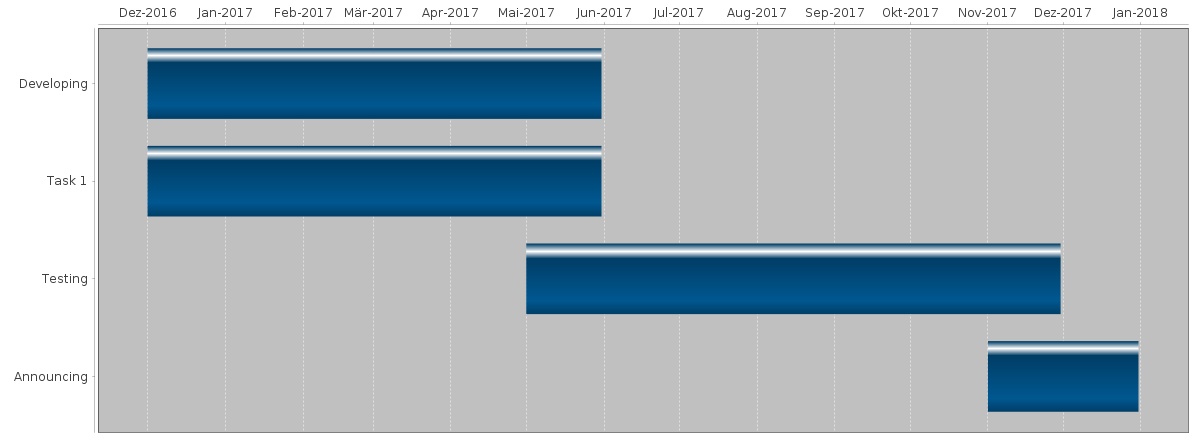 Dez-2016 Jan-2017 Feb-2017 Mär-2017 Apr-2017 Mai-2017 Jun-2017 Jul-2017 Aug-2017 Sep-2017 Okt-2017 Nov-2017 Dez-2017 Jan-2018
Developing
Task 1
Testing
Announcing